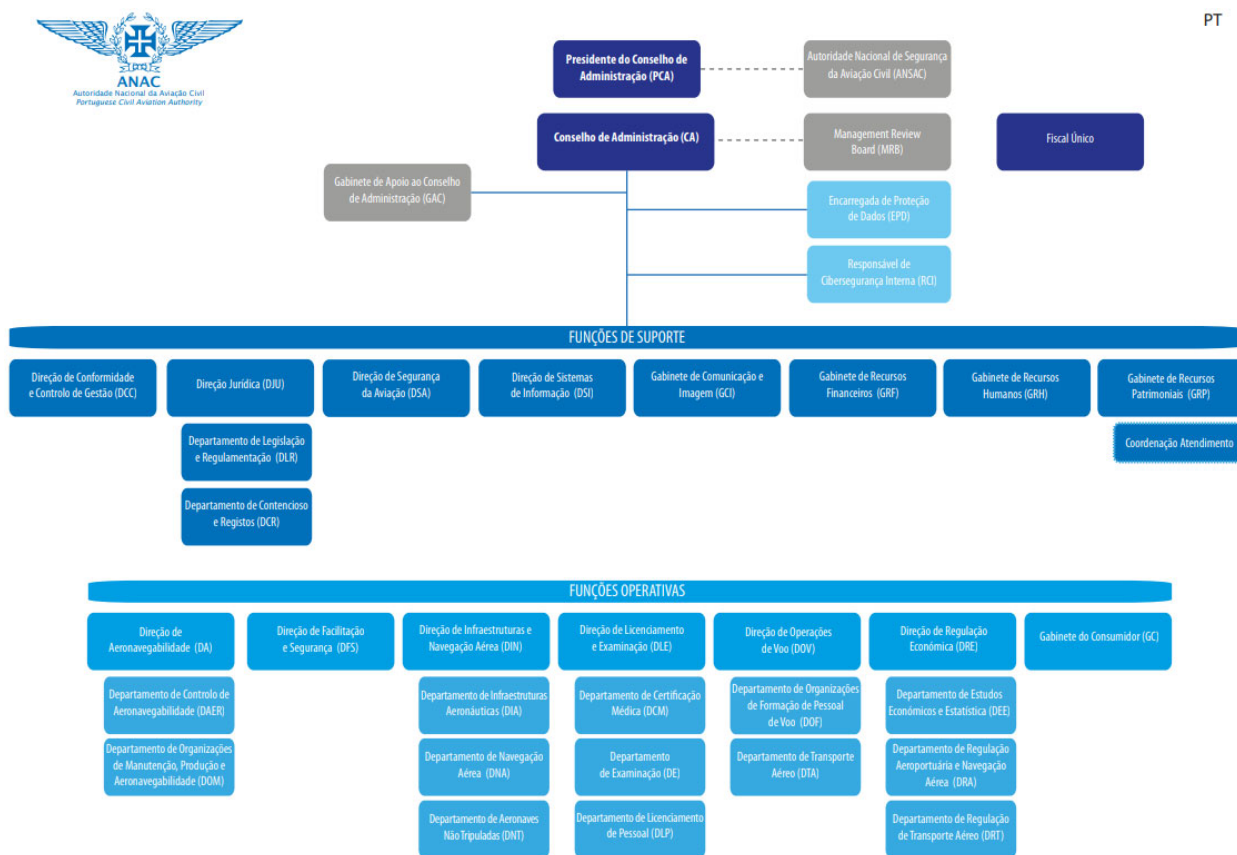 PT
ANAC
Autoridade Nacional da Aviação Civil
Portuguese Civil Aviation Authority
Presidente do Conselho de
Administração (PCA)
Autoridade Nacional de Segurança
da Aviação Civil (ANSAC)
Conselho de Administração (CA)
Management Review
Board (MRB)
Fiscal Único
Gabinete de Apoio ao Conselho
de Administração (GAC)
Encarregada de Proteção
de Dados (EPD)
Responsável de
Cibersegurança Interna (RCI)
FUNÇÕES DE SUPORTE
Direção de Conformidade
e Controlo de Gestão (DCC)
Direção Jurídica (DJU)
Direção de Segurança
da Aviação (DSA)
Direção de Sistemas
de Informação (DSI)
Gabinete de Comunicação e
Imagem (GCI)
Gabinete de Recursos
Financeiros (GRF)
Gabinete de Recursos
Humanos (GRH)
Gabinete de Recursos
Patrimoniais (GRP)
Departamento de Legislação
e Regulamentação (DLR)
Coordenação Atendimento
Departamento de Contencioso
e Registos (DCR)
FUNÇÕES OPERATIVAS
Direção de
Aeronavegabilidade (DA)
Direção de Facilitação
e Segurança (DFS)
Direção de Infraestruturas e
Navegação Aérea (DIN)
Direção de Licenciamento
e Examinação (DLE)
Direção de Operações
de Voo (DOV)
Direção de Regulação
Económica (DRE)
Gabinete do Consumidor (GC)
Departamento de Controlo de
Aeronavegabilidade (DAER)
Departamento de Infraestruturas
Aeronáuticas (DIA)
Departamento de Certificação
Médica (DCM)
Departamento de Organizações
de Formação de Pessoal
de Voo (DOF)
Departamento de Estudos
Económicos e Estatística (DEE)
Departamento de Organizações
de Manutenção, Produção e
Aeronavegabilidade (DOM)
Departamento de Navegação
Aérea (DNA)
Departamento
de Examinação (DE)
Departamento de Transporte
Aéreo (DTA)
Departamento de Regulação
Aeroportuária e Navegação
Aérea (DRA)
Departamento de Aeronaves
Não Tripuladas (DNT)
Departamento de Licenciamento
de Pessoal (DLP)
Departamento de Regulação
de Transporte Aéreo (DRT)